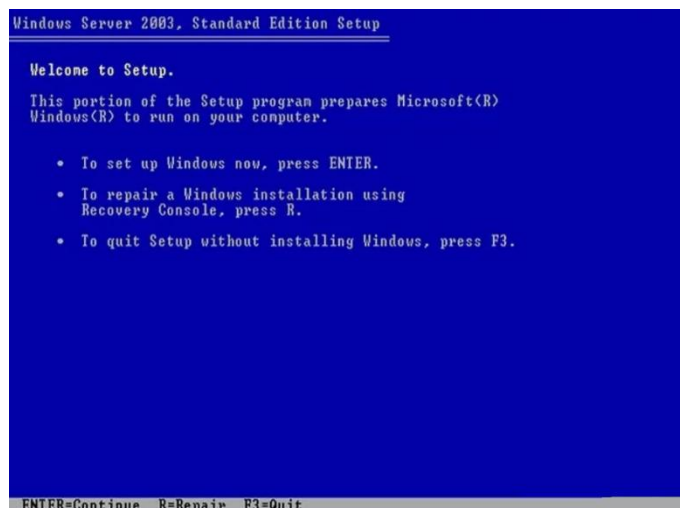 Windows Server 2003, Standard Edition Setup
Welcome to Setup.
This portion of the Setup program prepares Microsoft(R)
Windows(R) to run on your computer.
• To set up Windows now, press ENTER.
• To repair a Windows installation using
Recovery Console, press R.
• To quit Setup without installing Windows, press F3.
ENTER=Continue R=Repair F3=Quit